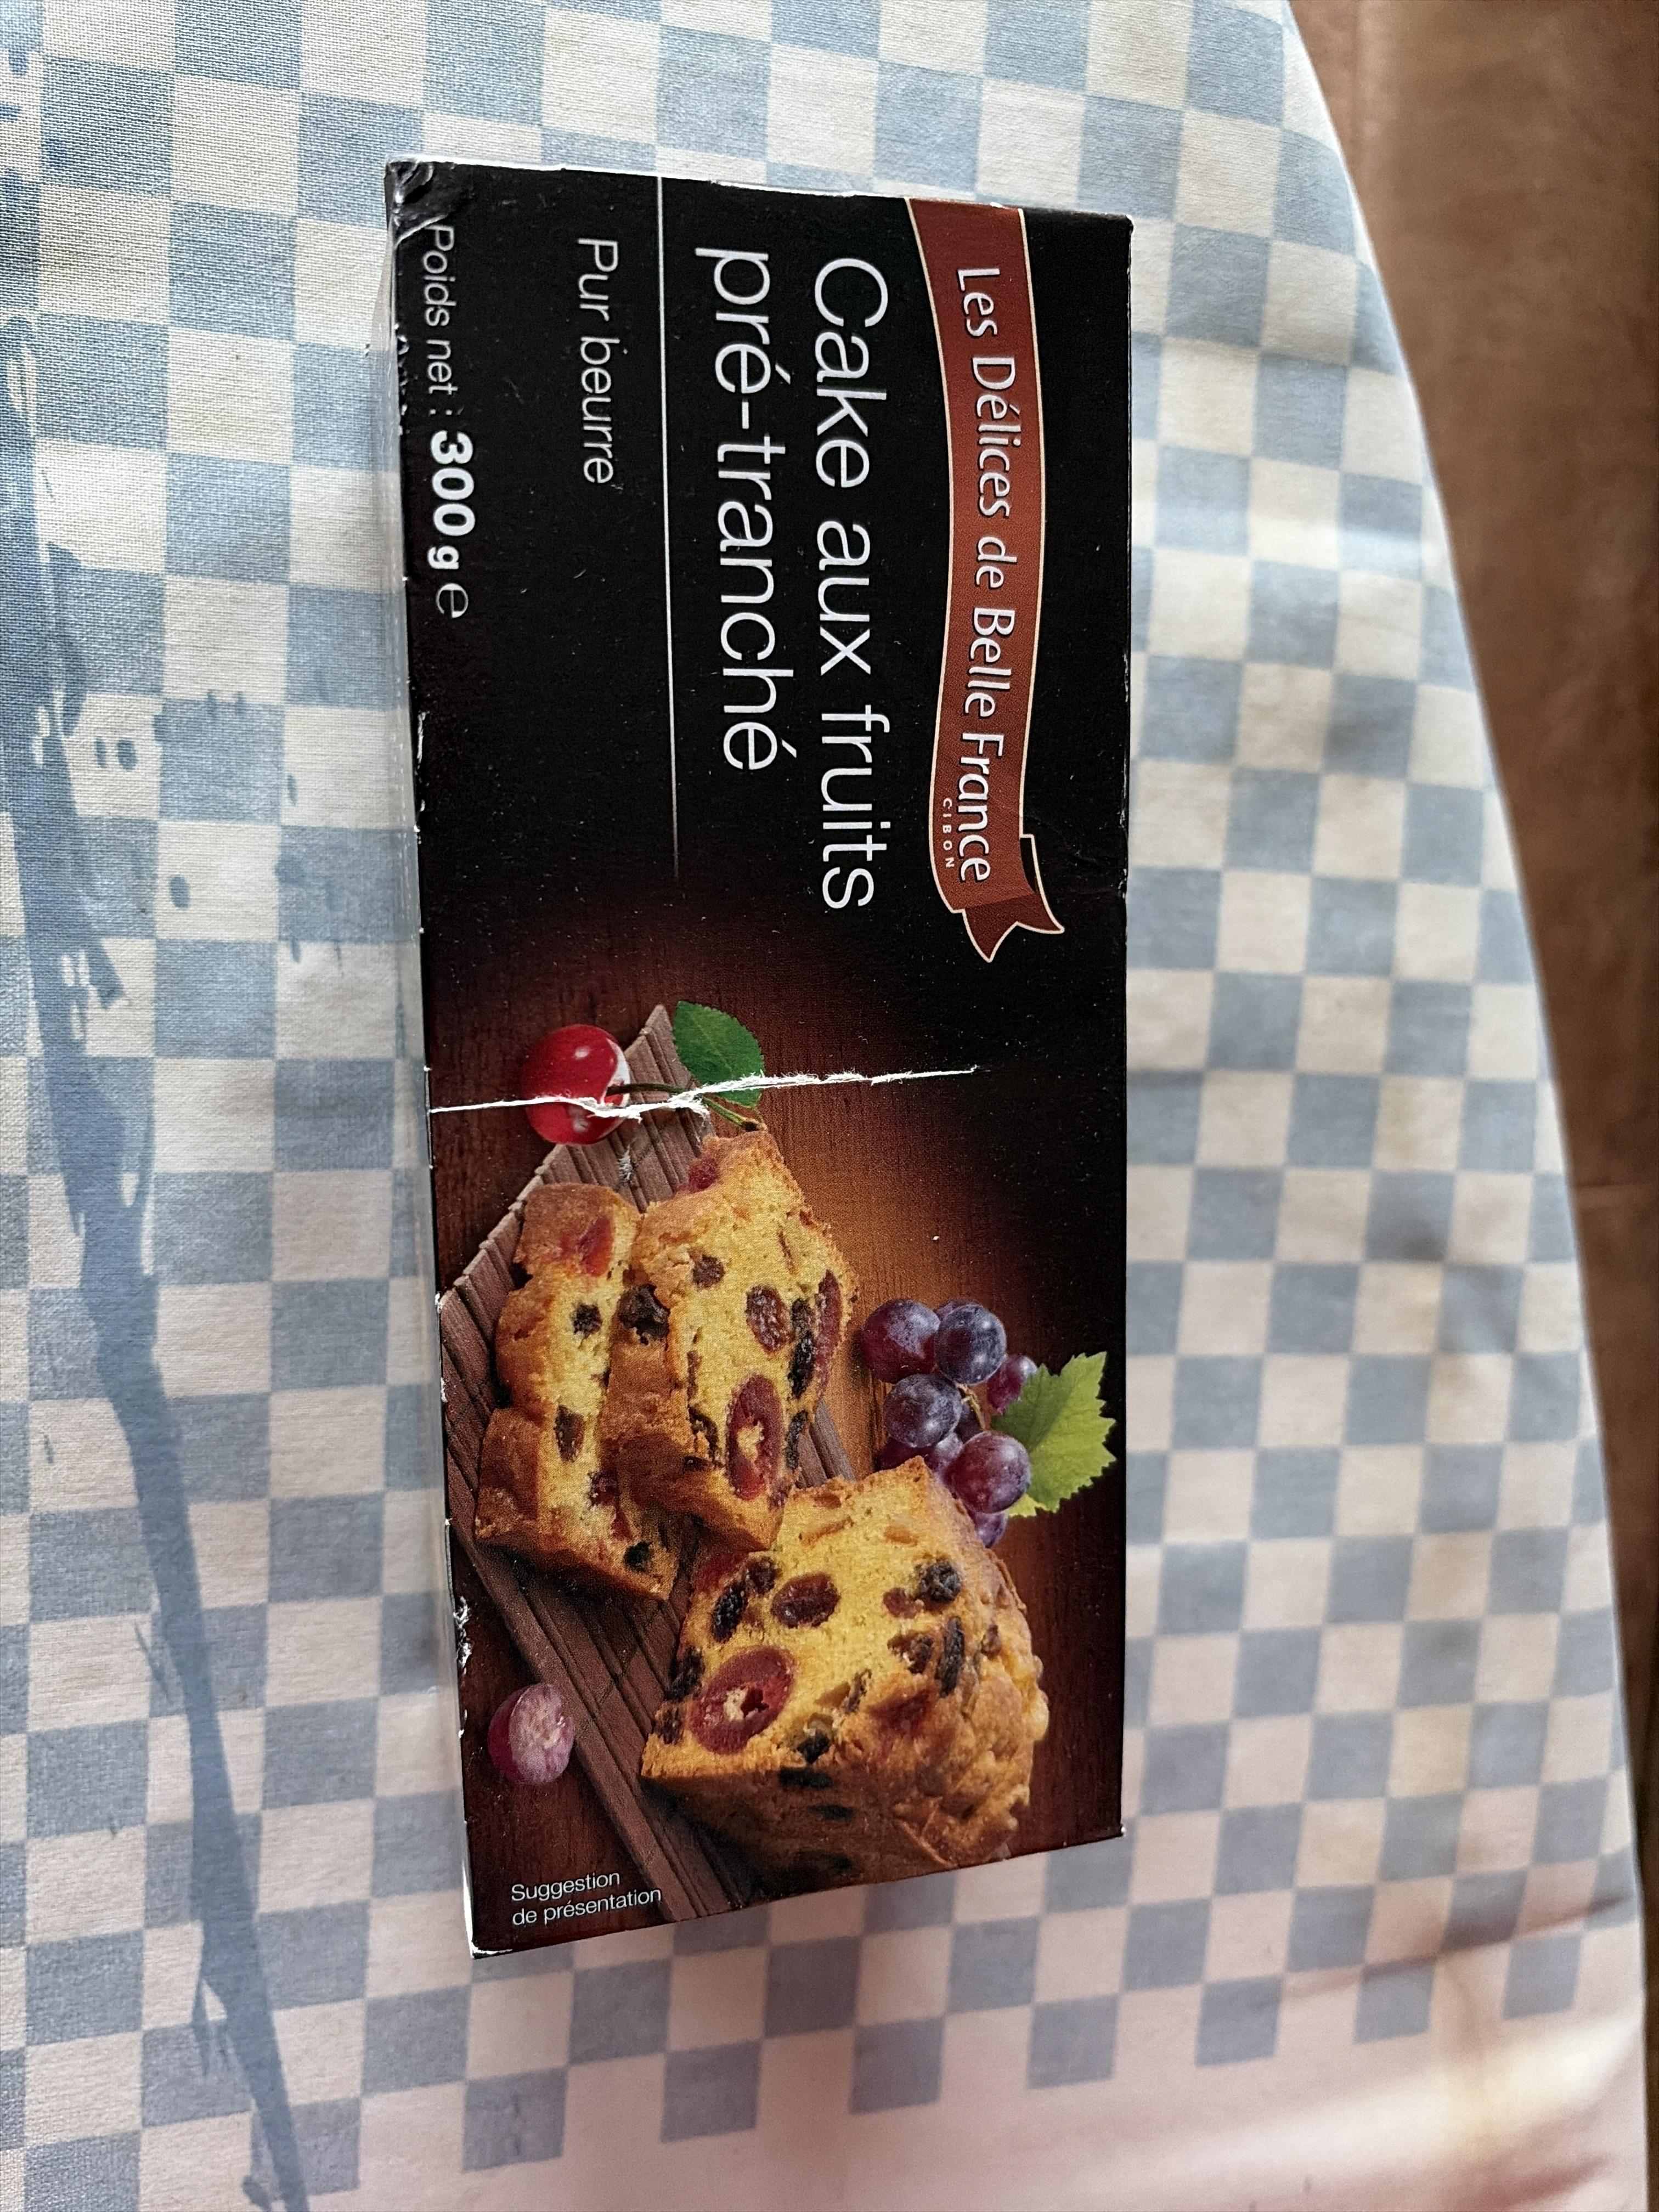 Les Délices de Belle France
CIBON
Cake aux fruits
pré-tranché
Pur beurre
Poids net : 300 g e
Suggestion
de présentation